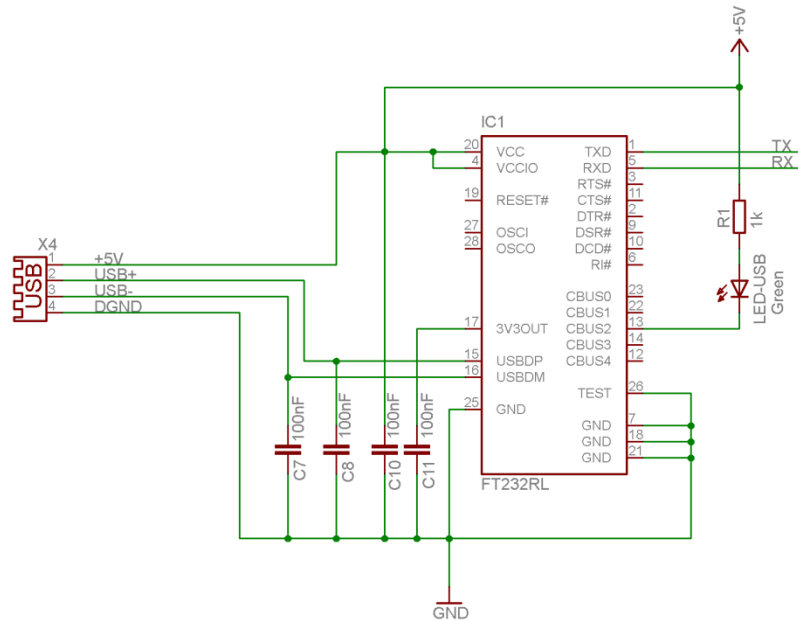 +5V
IC1
20 VCC TXD 1 TX
4 VCCIO RXD 5 RX
RTS# 3
19 RESET# CTS# 11
DTR# 2
27 OSCI DSR# 9
28 OSCO DCD# 10
RI# 6
R1 1k
X4
USB
1 +5V
2 USB+
3 USB-
4 DGND
LED-USB
Green
CBUS0 23
CBUS1 22
17 3V3OUT CBUS2 13
CBUS3 14
15 USBDP CBUS4 12
16 USBDM
TEST 26
25 GND
GND 7
GND 18
GND 21
100nF C7
100nF C8
100nF C10
100nF C11
FT232RL
GND